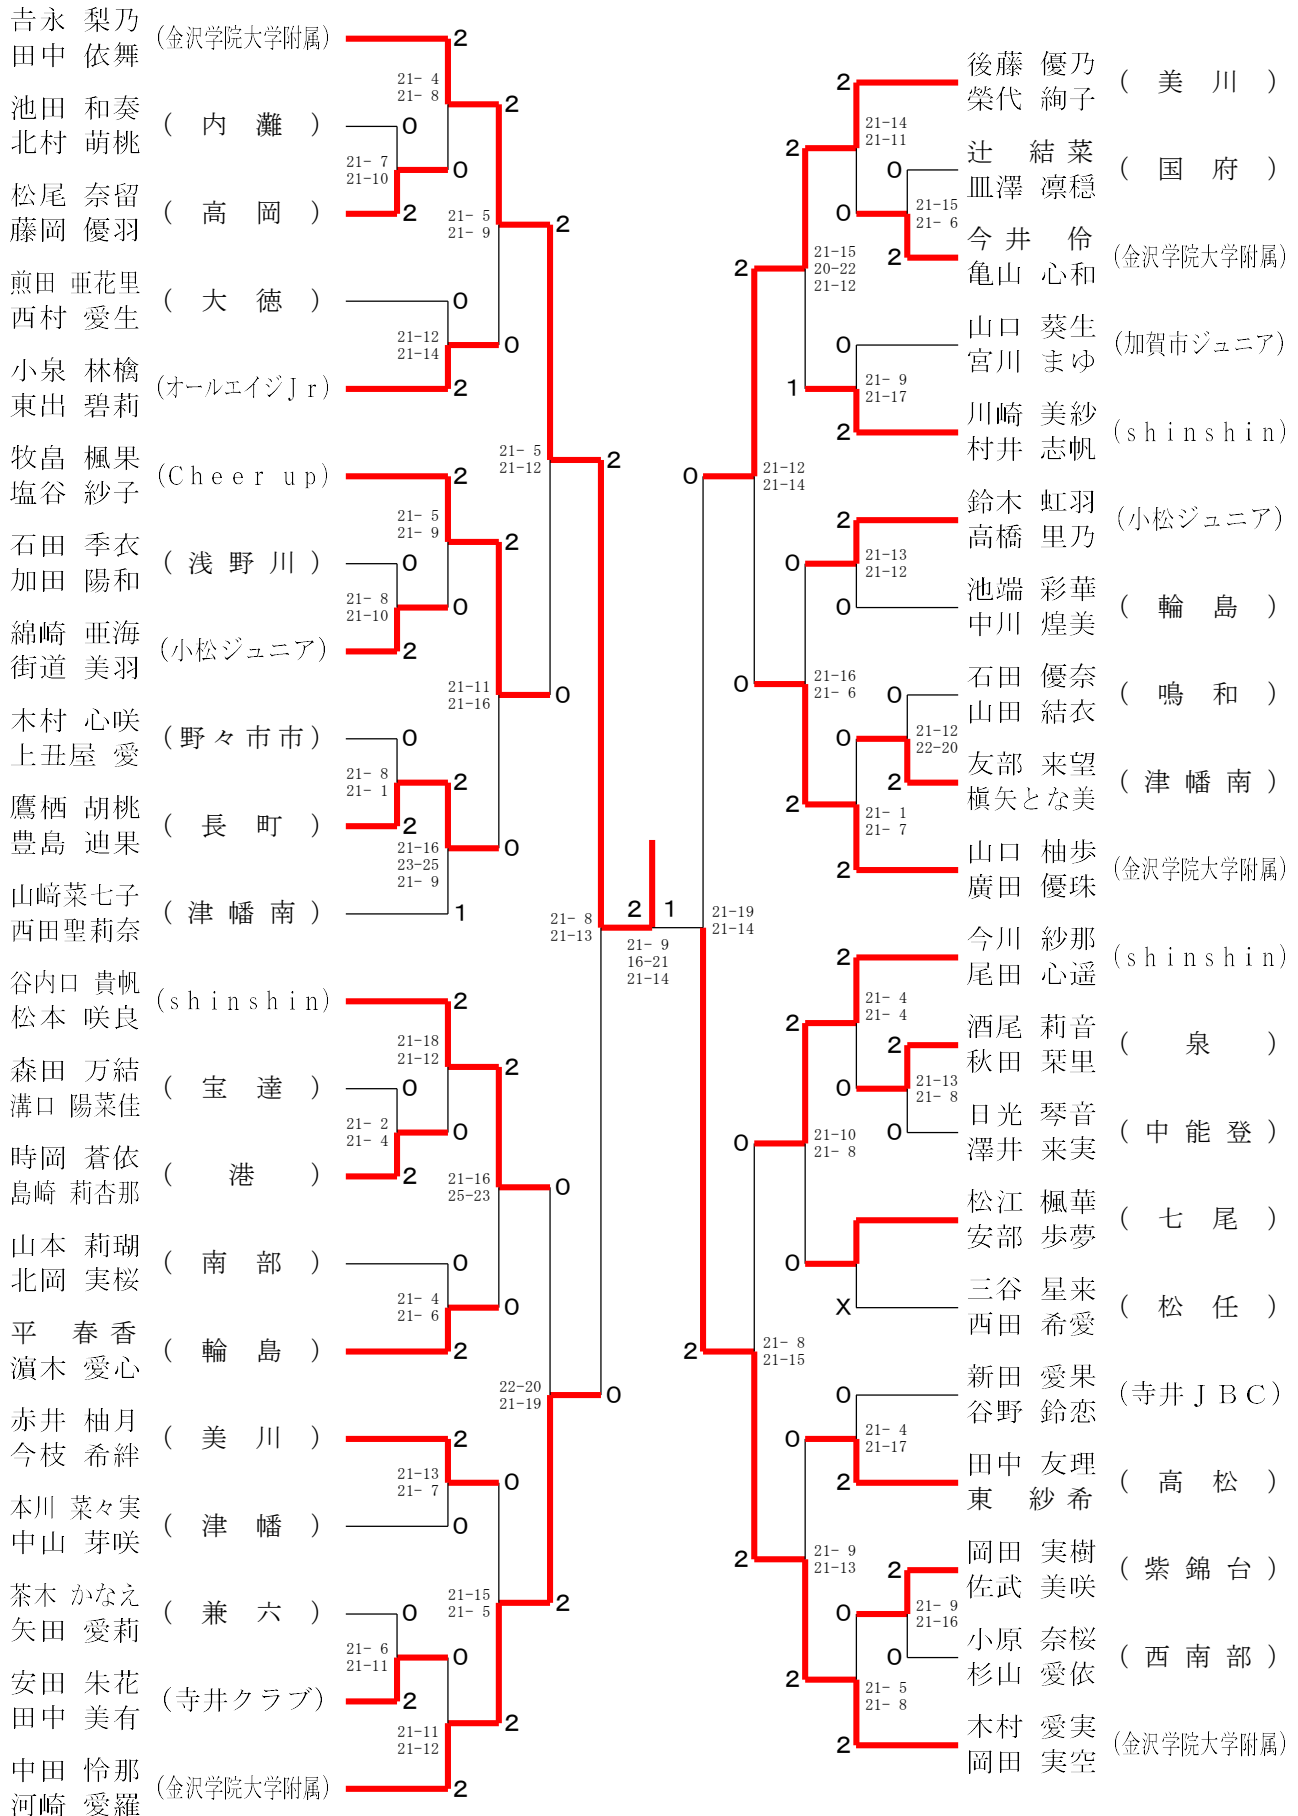 吉永 梨乃
田中 依舞
(金沢学院大学附属)
2
21- 4
21- 8
2
池田 和奏
北村 萌桃
( 内 灘 )
0
21- 7
21-10
0
松尾 奈留
藤岡 優羽
( 高 岡 )
2
21- 5
21- 9
2
煎田 亜花里
西村 愛生
( 大 徳 )
0
21-12
21-14
0
小泉 林檎
東出 碧莉
(オールエイジJr)
2
21- 5
21-12
2
牧畠 楓果
塩谷 紗子
(Cheer up)
2
21- 5
21- 9
2
石田 季衣
加田 陽和
( 浅 野 川 )
0
21- 8
21-10
0
綿崎 亜海
街道 美羽
(小松ジュニア)
2
21-11
21-16
0
木村 心咲
上丑屋 愛
( 野 々 市 市 )
0
21- 8
21- 1
2
鷹栖 胡桃
豊島 迪果
( 長 町 )
2
21-16
23-25
21- 9
0
山﨑菜七子
西田聖莉奈
( 津 幡 南 )
1
21- 8
21-13
谷内口 貴帆
松本 咲良
(shinshin)
2
21-18
21-12
2
森田 万結
溝口 陽菜佳
( 宝 達 )
0
21- 2
21- 4
0
時岡 蒼依
島崎 莉杏那
( 港 )
2
21-16
25-23
0
山本 莉瑚
北岡 実桜
( 南 部 )
0
21- 4
21- 6
0
平 春香
濵木 愛心
( 輪 島 )
2
22-20
21-19
0
赤井 柚月
今枝 希絆
( 美 川 )
2
21-13
21- 7
0
本川 菜々実
中山 芽咲
( 津 幡 )
0
21-15
21- 5
2
茶木 かなえ
矢田 愛莉
( 兼 六 )
0
21- 6
21-11
0
安田 朱花
田中 美有
(寺井クラブ)
2
21-11
21-12
2
中田 怜那
河崎 愛羅
(金沢学院大学附属)
2
2 1
21- 9
16-21
21-14
後藤 優乃
榮代 絢子
( 美 川 )
2
21-14
21-11
2
辻 結菜
皿澤 凛穏
( 国 府 )
0
21-15
21- 6
0
今井 伶
亀山 心和
(金沢学院大学附属)
2
21-15
20-22
21-12
2
山口 葵生
宮川 まゆ
(加賀市ジュニア)
0
21- 9
21-17
1
川崎 美紗
村井 志帆
(shinshin)
2
21-12
21-14
0
鈴木 虹羽
高橋 里乃
(小松ジュニア)
2
21-13
21-12
0
池端 彩華
中川 煌美
( 輪 島 )
0
21-16
21- 6
0
石田 優奈
山田 結衣
( 鳴 和 )
0
21-12
22-20
0
友部 来望
槇矢とな美
( 津 幡 南 )
2
21- 1
21- 7
2
山口 柚歩
廣田 優珠
(金沢学院大学附属)
2
21-19
21-14
今川 紗那
尾田 心遥
(shinshin)
2
21- 4
21- 4
2
酒尾 莉音
秋田 栞里
( 泉 )
2
21-13
21- 8
0
日光 琴音
澤井 来実
( 中 能 登 )
0
21-10
21- 8
0
松江 楓華
安部 歩夢
( 七 尾 )
0
三谷 星来
西田 希愛
( 松 任 )
X
21- 8
21-15
2
新田 愛果
谷野 鈴恋
(寺井JBC)
0
21- 4
21-17
0
田中 友理
東 紗希
( 高 松 )
2
21- 9
21-13
2
岡田 実樹
佐武 美咲
( 紫 錦 台 )
2
21- 9
21-16
0
小原 奈桜
杉山 愛依
( 西 南 部 )
0
21- 5
21- 8
2
木村 愛実
岡田 実空
(金沢学院大学附属)
2